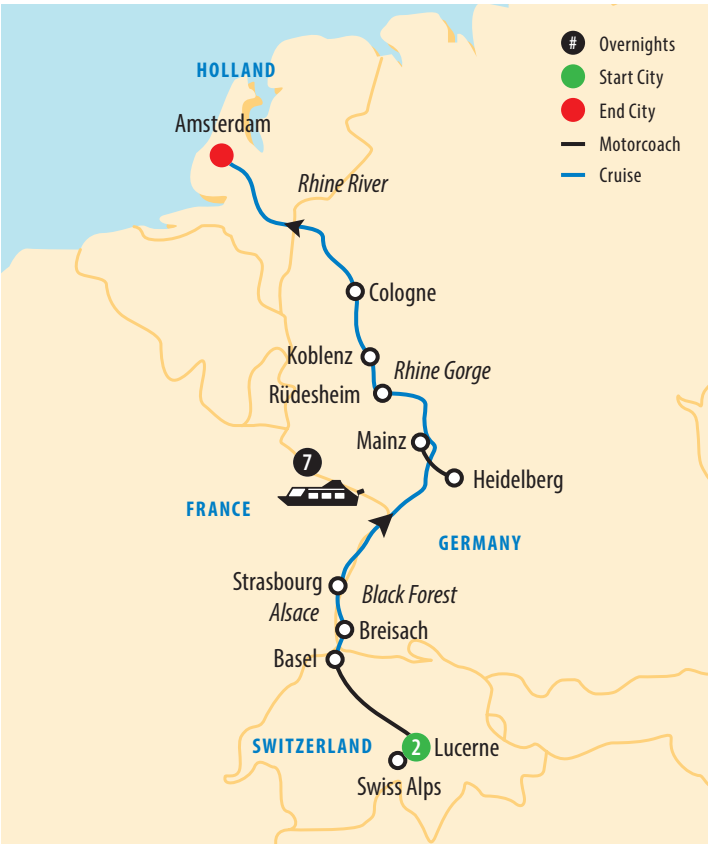 # Overnights
Start City
End City
Motorcoach
Cruise
HOLLAND
Amsterdam
Rhine River
Cologne
Koblenz
Rhine Gorge
Rüdesheim
Mainz
7
Heidelberg
FRANCE
GERMANY
Strasbourg
Black Forest
Alsace
Breisach
Basel
SWITZERLAND
2 Lucerne
Swiss Alps